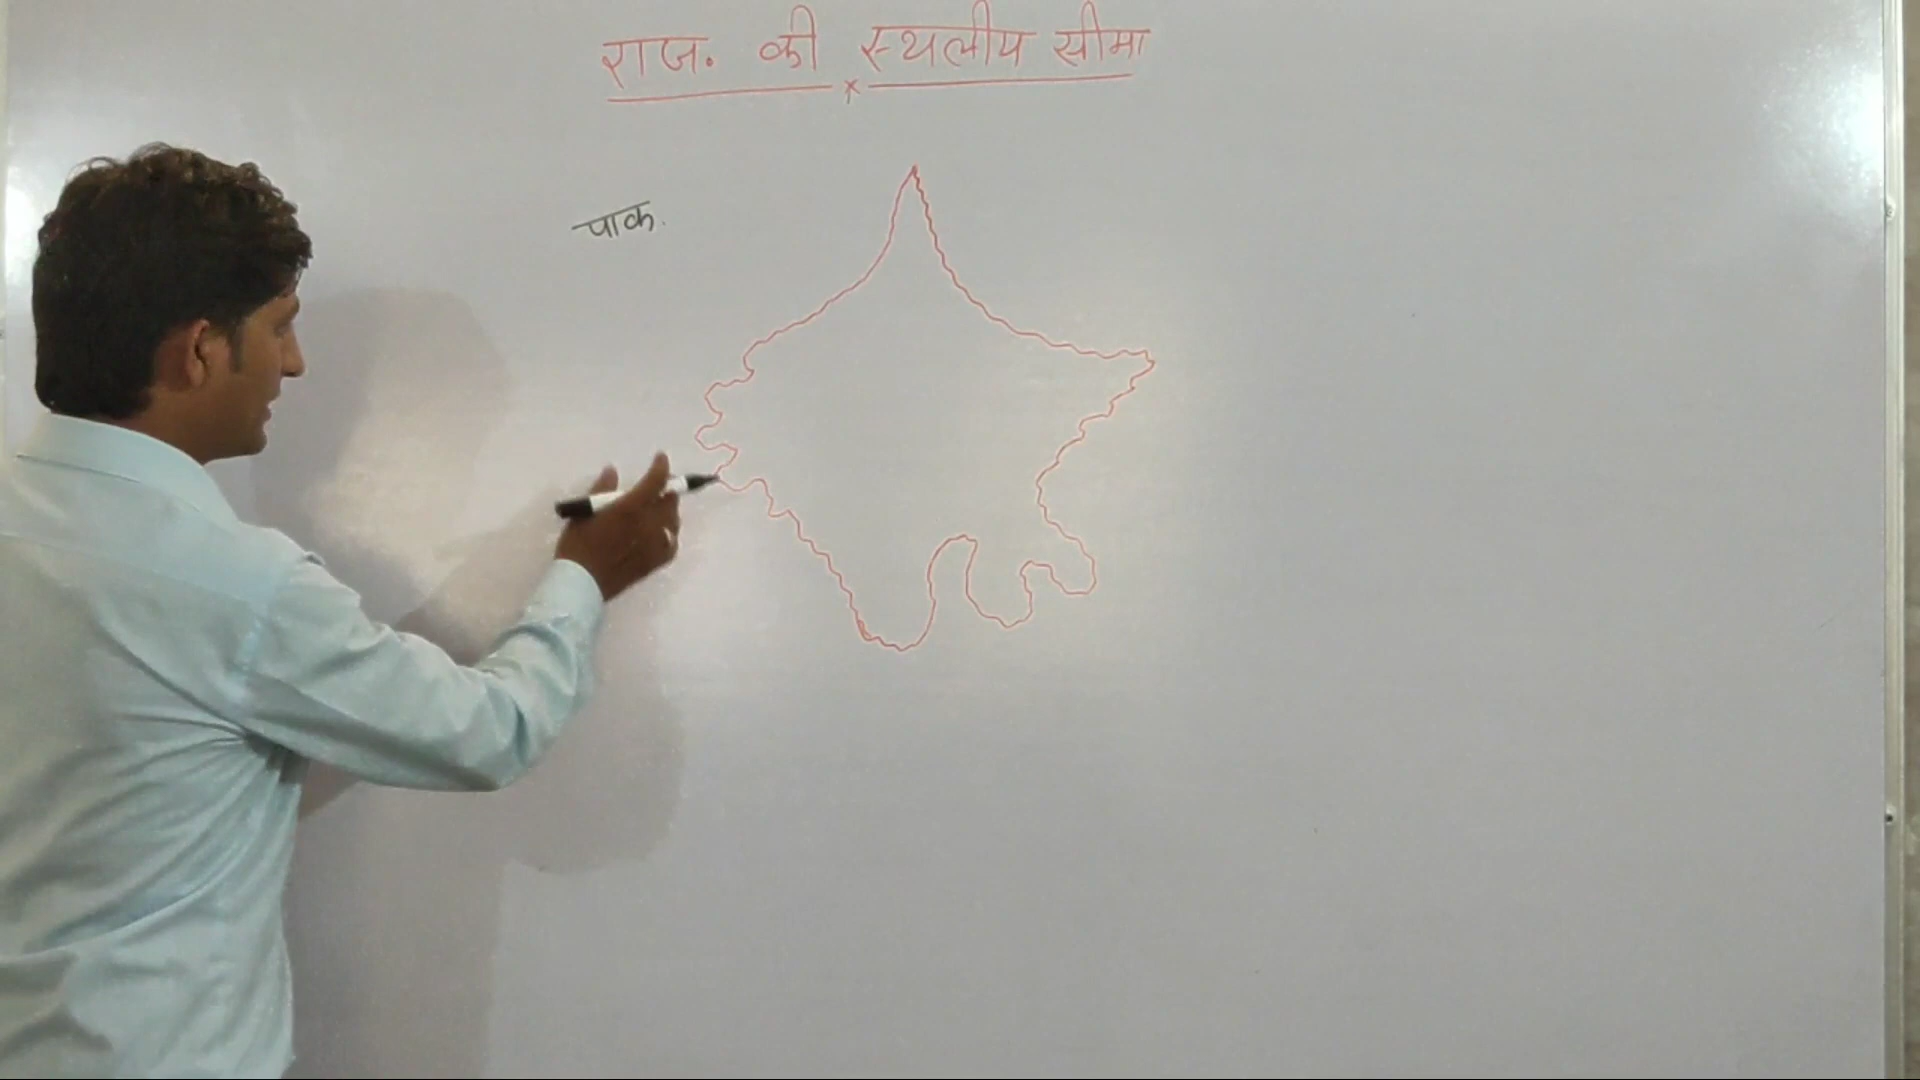 राज. की स्थलीय सीमा
x
पाक.